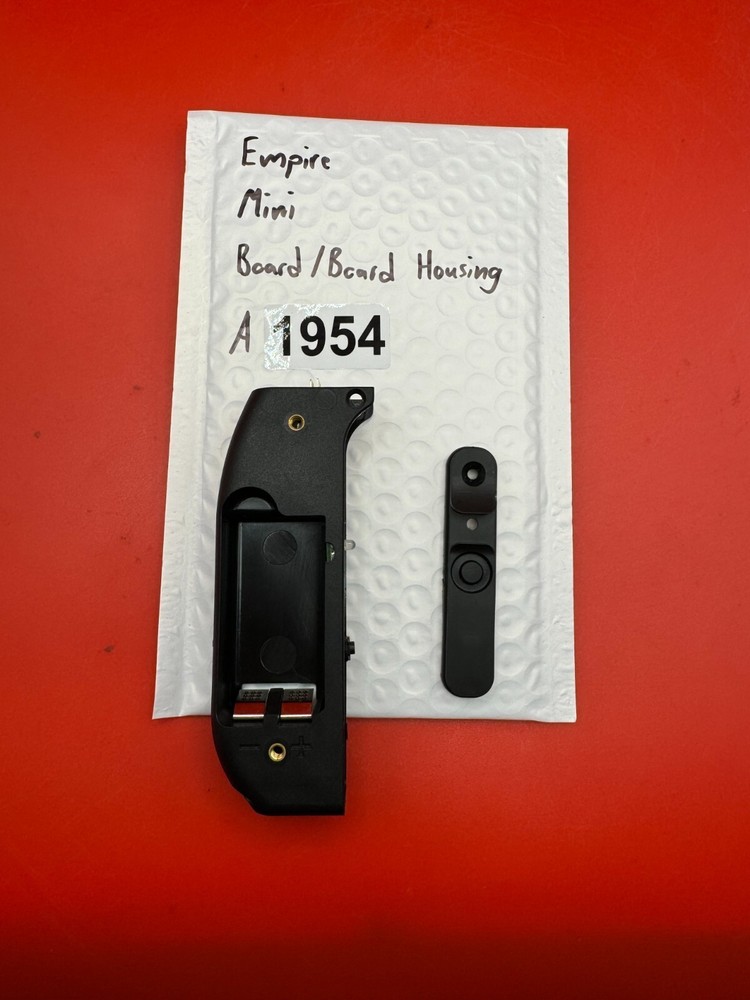 Empire
Mini
Board/Board Housing
A 1954
- +